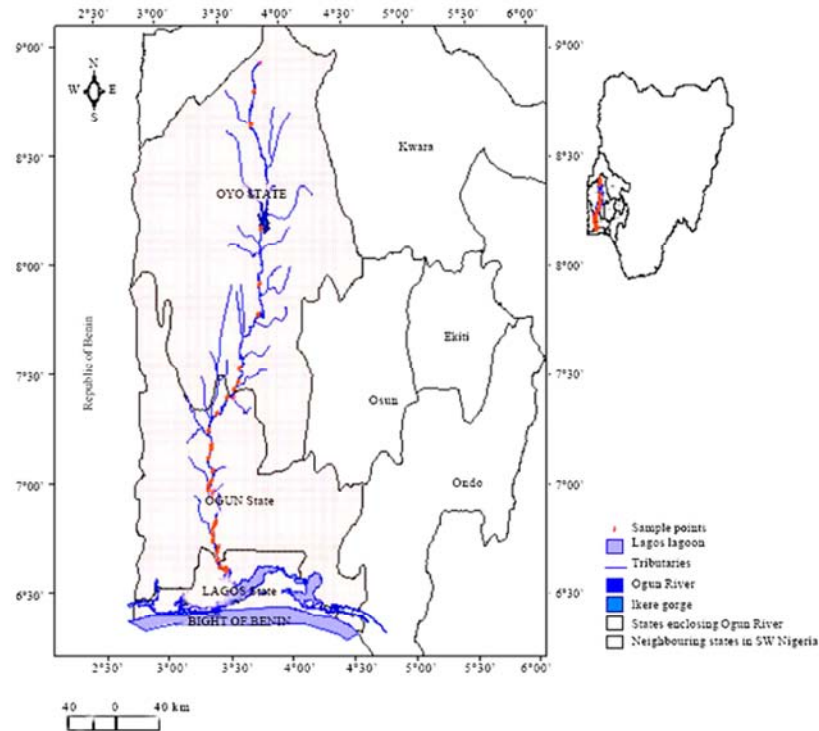 2°30' 3°00' 3°30' 4°00' 4°30' 5°00' 5°30' 6°00'
9°00' 9°00'
N
W E
S
Kwara
8°30' 8°30'
OYO STATE
8°00' 8°00'
Republic of Benin
Ekiti
7°30' 7°30'
Osun
7°00' Ondo 7°00'
OGUN State
Sample points
Lagos lagoon
Tributaries
6°30' LAGOS State Ogun River 6°30'
Ikere gorge
BIGHT OF BENIN States enclosing Ogun River
Neighbouring states in SW Nigeria
2°30' 3°00' 3°30' 4°00' 4°30' 5°00' 5°30' 6°00'
40 0 40 km